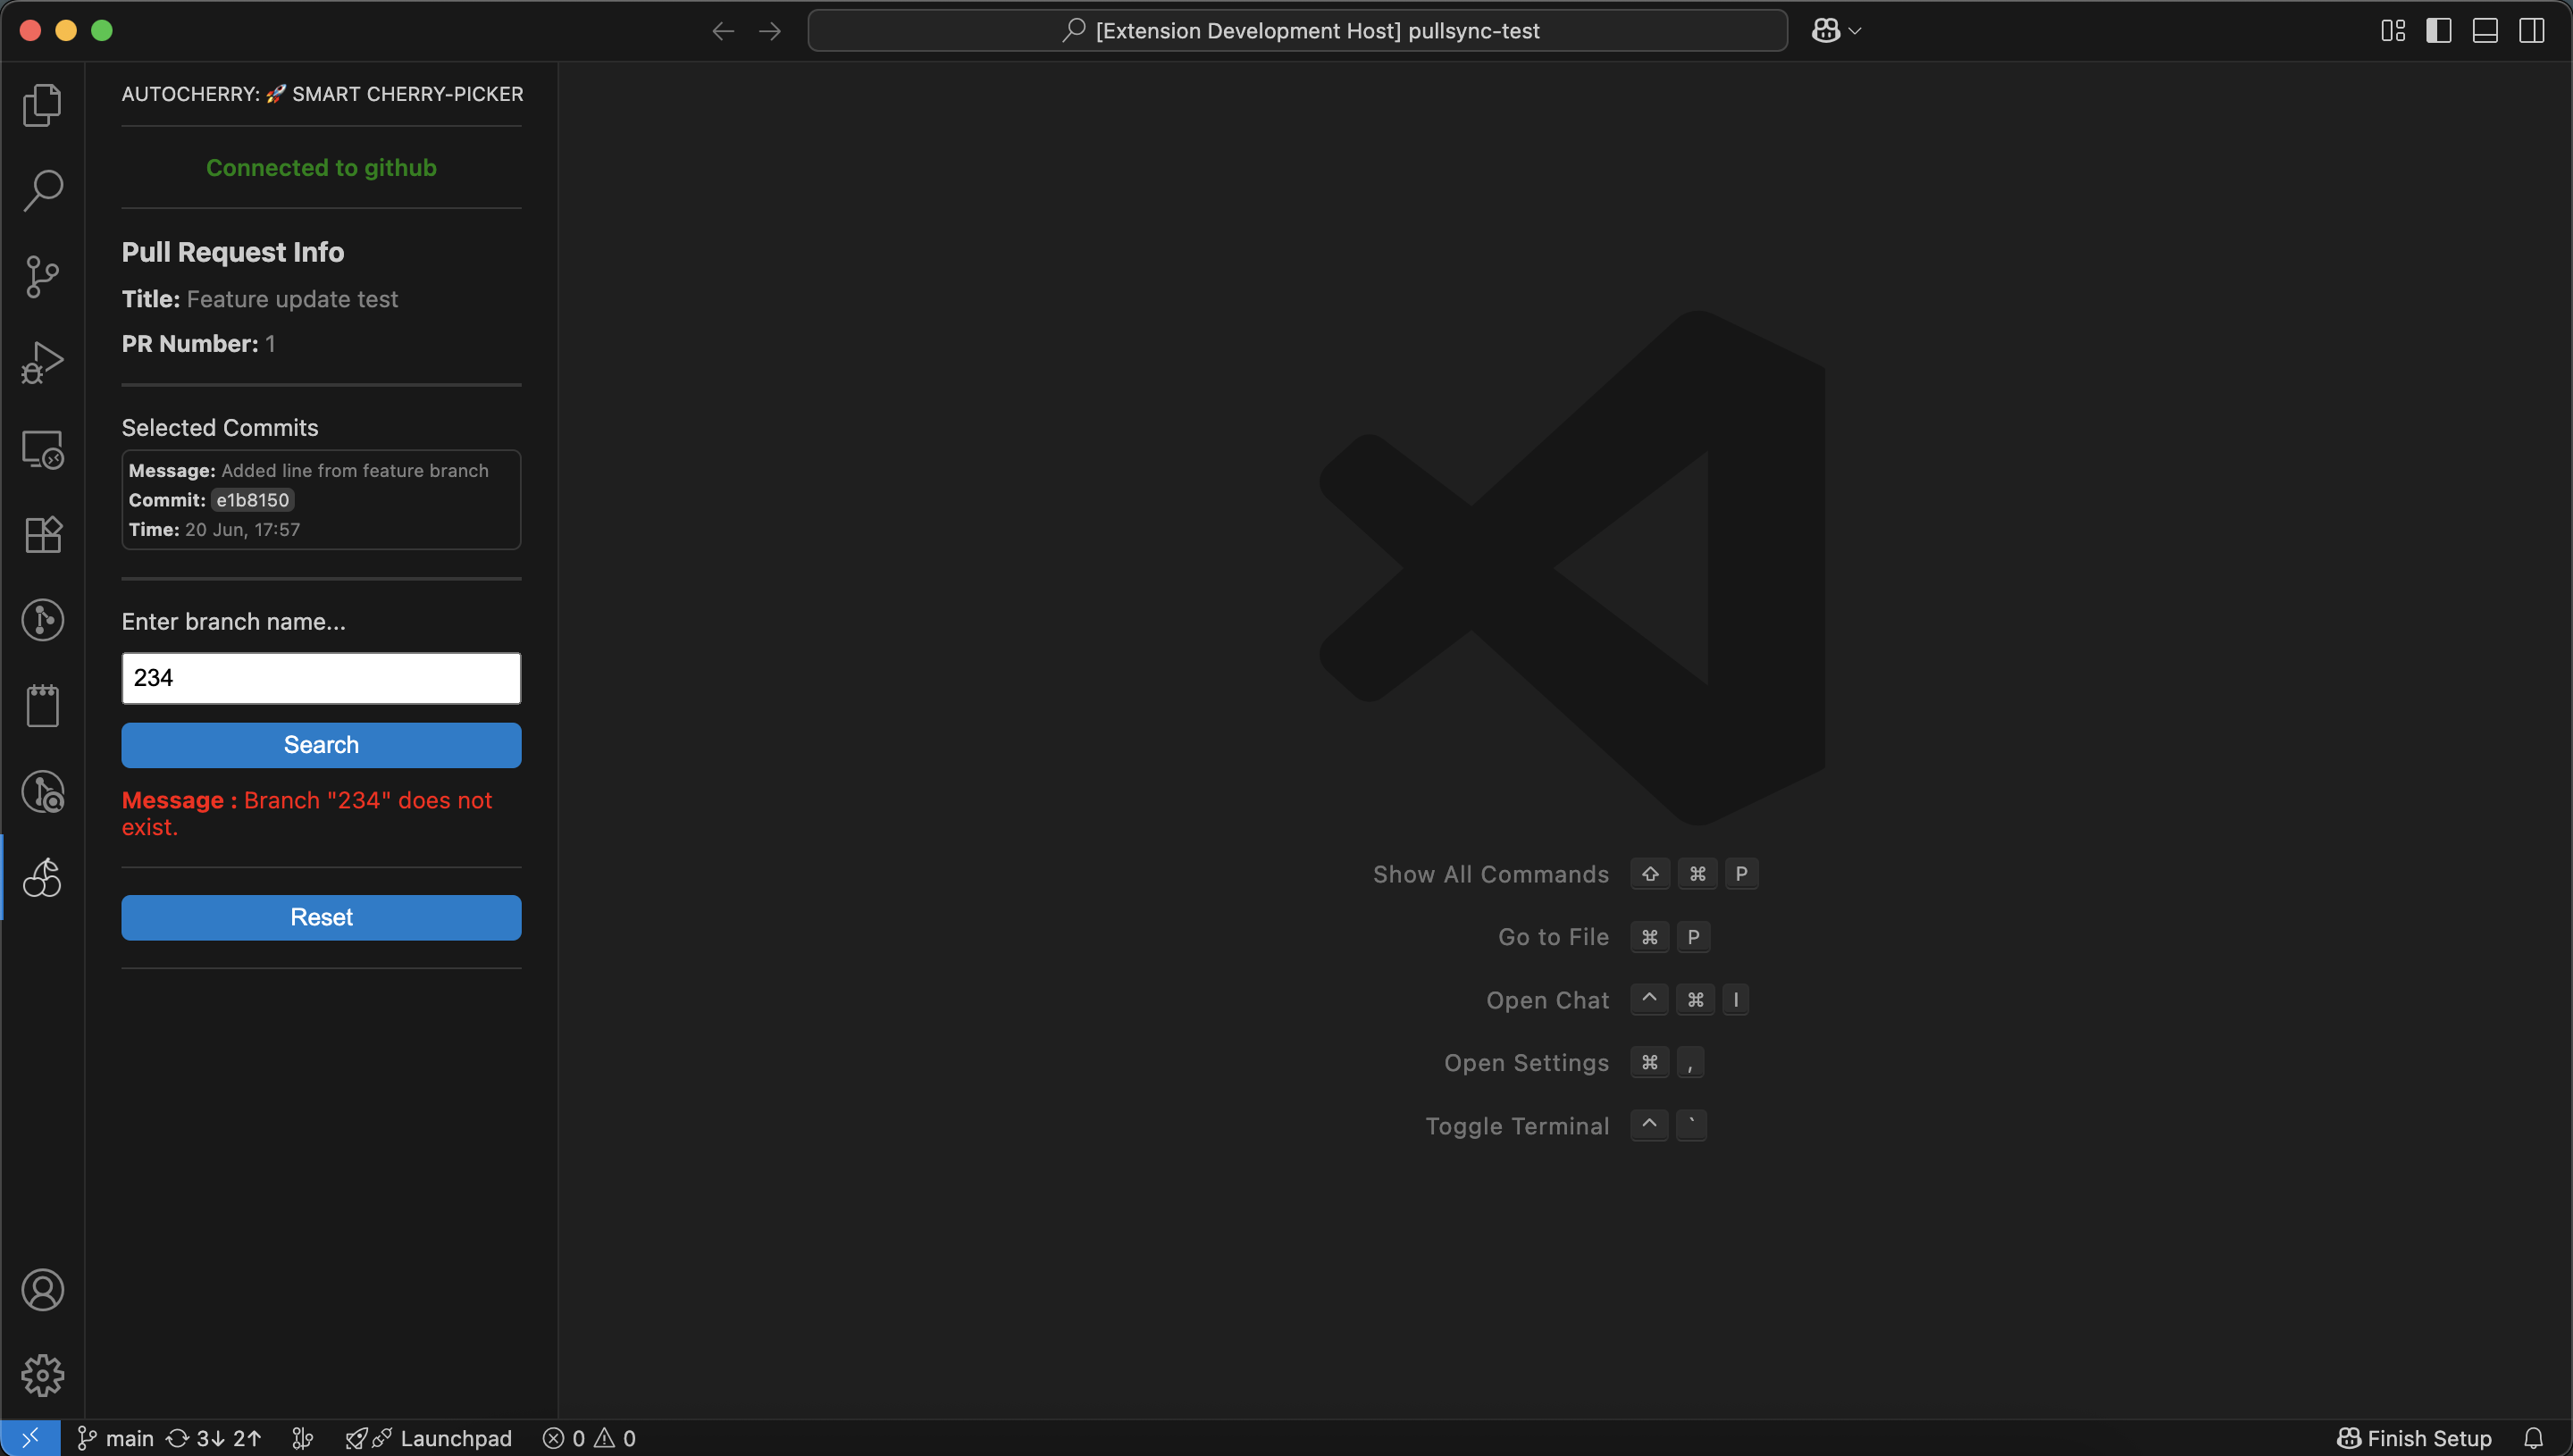 [Extension Development Host] pullsync-test
AUTOCHERRY: 🚀 SMART CHERRY-PICKER
Connected to github
Pull Request Info
Title: Feature update test
PR Number: 1
Selected Commits
Message: Added line from feature branch
Commit: e1b8150
Time: 20 Jun, 17:57
Enter branch name...
234
Search
Message : Branch "234" does not
exist.
Reset
Show All Commands ⇧ ⌘ P
Go to File ⌘ P
Open Chat ^ ⌘ I
Open Settings ⌘ ,
Toggle Terminal ^ `
main 3↓ 2↑ Launchpad 0 0 Finish Setup